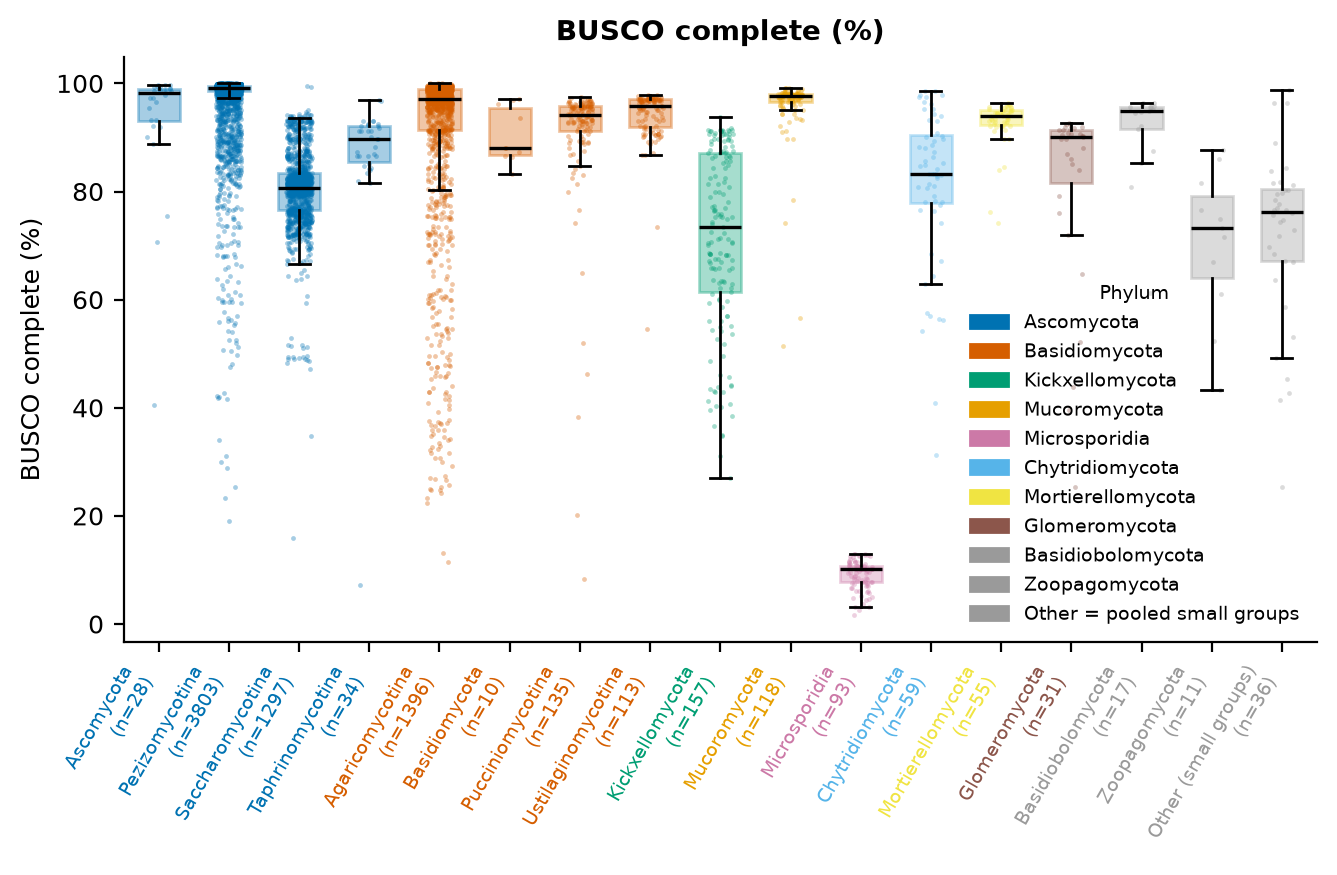 BUSCO complete (%)
BUSCO complete (%)
100
80
60
40
20
0
Phylum
Ascomycota
Basidiomycota
Kickxellomycota
Mucoromycota
Microsporidia
Chytridiomycota
Mortierellomycota
Glomeromycota
Basidiobolomycota
Zoopagomycota
Other = pooled small groups
Ascomycota
(n=28)
Pezizomycotina
(n=3803)
Saccharomycotina
(n=1297)
Taphrinomycotina
(n=34)
Agaricomycotina
(n=1396)
Basidiomycota
(n=10)
Pucciniomycotina
(n=135)
Ustilaginomycotina
(n=113)
Kickxellomycota
(n=157)
Mucoromycota
(n=118)
Microsporidia
(n=93)
Chytridiomycota
(n=59)
Mortierellomycota
(n=55)
Glomeromycota
(n=31)
Basidiobolomycota
(n=17)
Zoopagomycota
(n=11)
Other (small groups)
(n=36)